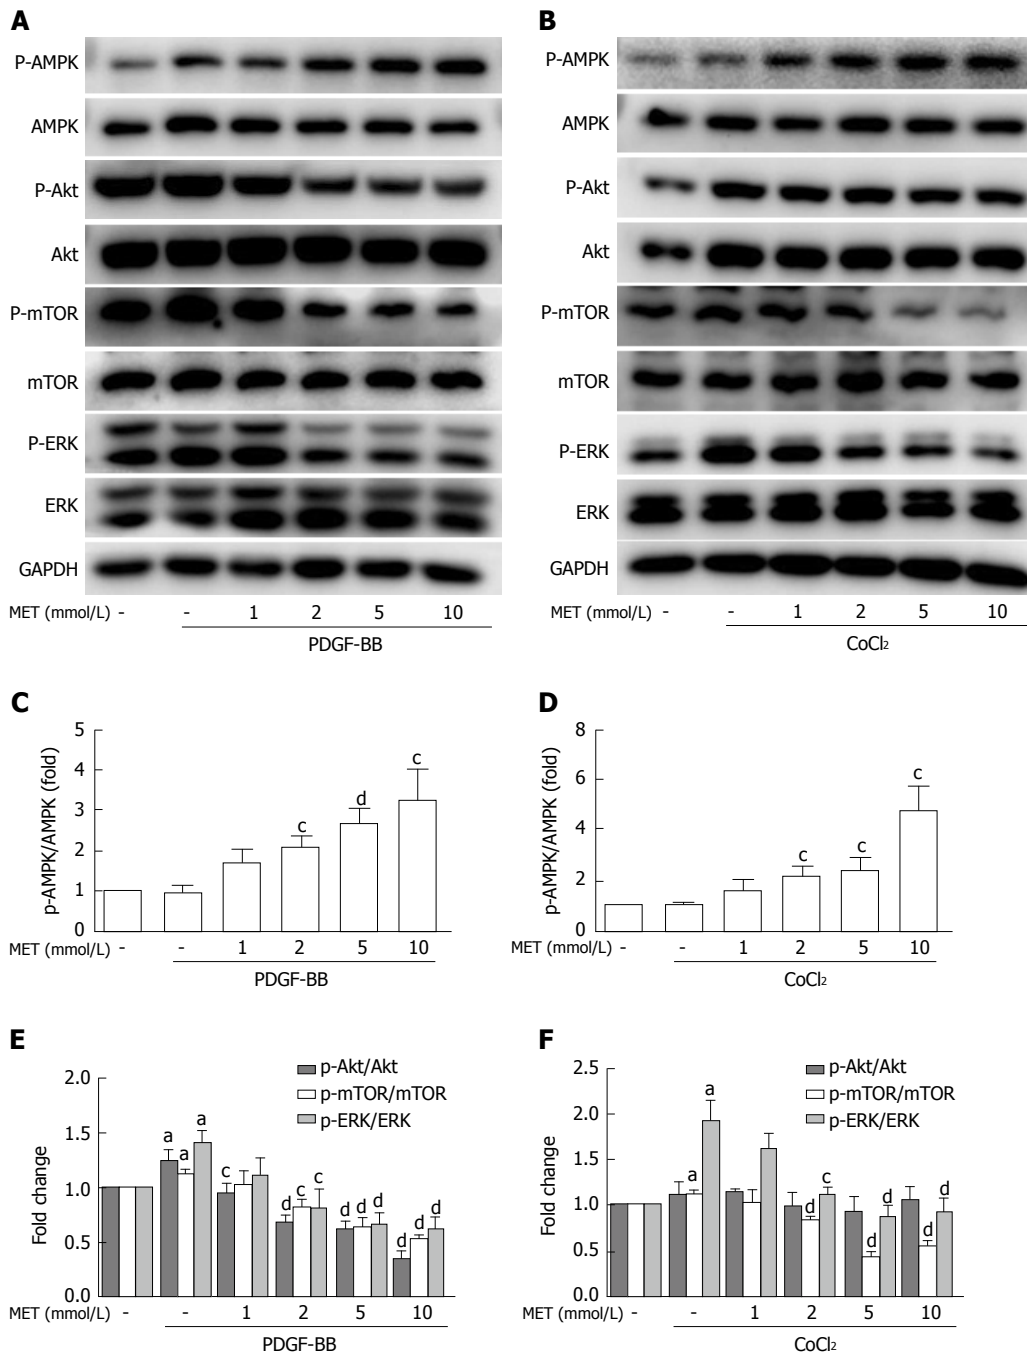 A
P-AMPK
AMPK
P-Akt
Akt
P-mTOR
mTOR
P-ERK
ERK
GAPDH
MET (mmol/L) - - 1 2 5 10
PDGF-BB
B
P-AMPK
AMPK
P-Akt
Akt
P-mTOR
mTOR
P-ERK
ERK
GAPDH
MET (mmol/L) - - 1 2 5 10
CoCl₂
C
p-AMPK/AMPK (fold)
5
4
3
2
1
0
c
d
c
MET (mmol/L) - - 1 2 5 10
PDGF-BB
D
p-AMPK/AMPK (fold)
8
6
4
2
0
c
c
c
MET (mmol/L) - - 1 2 5 10
CoCl₂
E
Fold change
2.0
1.5
1.0
0.5
0.0
p-Akt/Akt
p-mTOR/mTOR
p-ERK/ERK
a a a
c
d c c
d d d
d d d
MET (mmol/L) - - 1 2 5 10
PDGF-BB
F
Fold change
2.5
2.0
1.5
1.0
0.5
0.0
p-Akt/Akt
p-mTOR/mTOR
p-ERK/ERK
a a
d c
d d
d d
MET (mmol/L) - - 1 2 5 10
CoCl₂